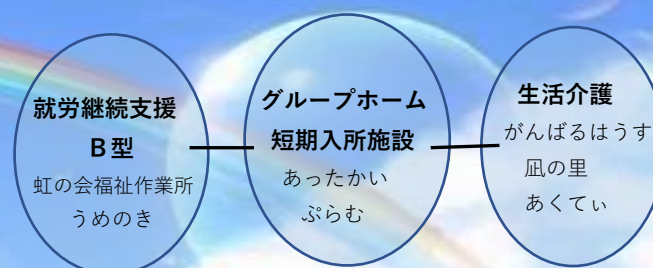 就労継続支援
B型
虹の会福祉作業所
うめのき
グループホーム
短期入所施設
あったかい
ぷらむ
生活介護
がんばるはうす
凪の里
あくてぃ